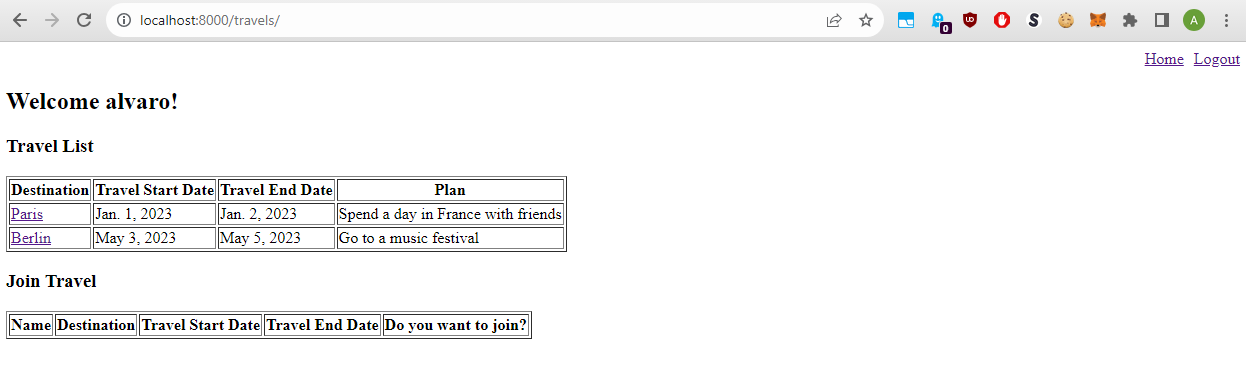 localhost:8000/travels/
0
UD
S
A
Home Logout
Welcome alvaro!
Travel List
Destination Travel Start Date Travel End Date Plan
Paris Jan. 1, 2023 Jan. 2, 2023 Spend a day in France with friends
Berlin May 3, 2023 May 5, 2023 Go to a music festival
Join Travel
Name Destination Travel Start Date Travel End Date Do you want to join?